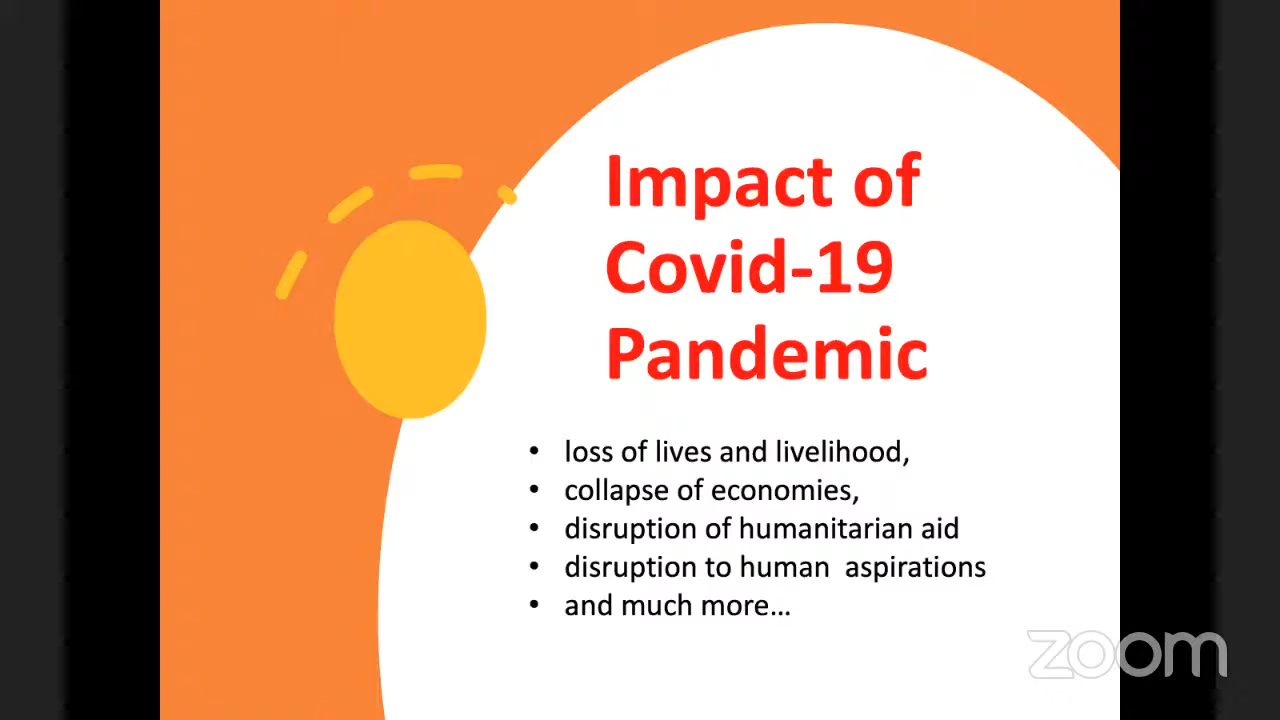 Impact of
Covid-19
Pandemic
• loss of lives and livelihood,
• collapse of economies,
• disruption of humanitarian aid
• disruption to human  aspirations
• and much more...
zoom